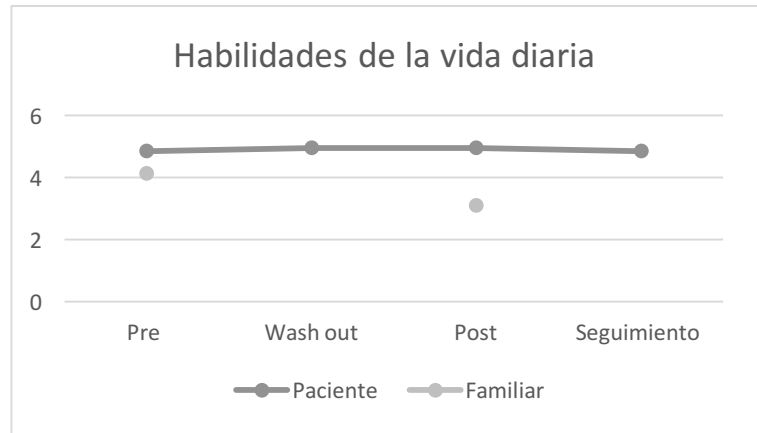 Habilidades de la vida diaria
6
4
2
0
Pre Wash out Post Seguimiento
Paciente Familiar